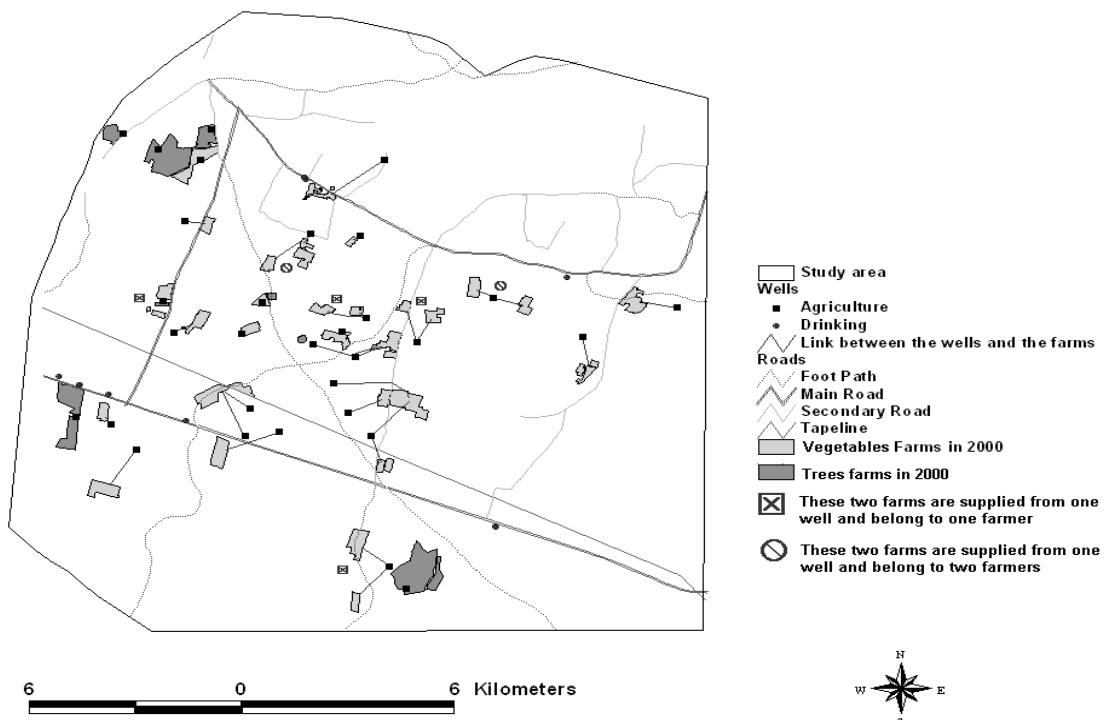 Study area
Wells
Agriculture
Drinking
Link between the wells and the farms
Roads
Foot Path
Main Road
Secondary Road
Tapeline
Vegetables Farms in 2000
Trees farms in 2000
These two farms are supplied from one
well and belong to one farmer
These two farms are supplied from one
well and belong to two farmers
6 0 6 Kilometers
N
W E
S